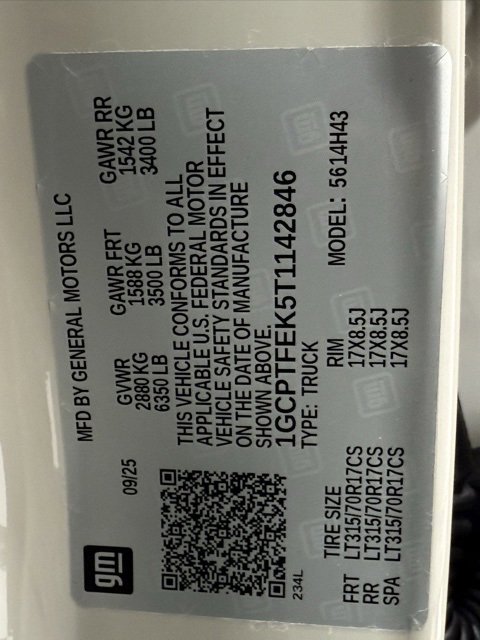 gm
09/25
MFD BY GENERAL MOTORS LLC
GVWR GAWR FRT GAWR RR
2880 KG 1588 KG 1542 KG
6350 LB 3500 LB 3400 LB
THIS VEHICLE CONFORMS TO ALL
APPLICABLE U.S. FEDERAL MOTOR
VEHICLE SAFETY STANDARDS IN EFFECT
ON THE DATE OF MANUFACTURE
SHOWN ABOVE.
1GCPTFEK5T1142846
234L
TYPE: TRUCK MODEL: 5614H43
TIRE SIZE RIM
FRT LT315/70R17CS 17X8.5J
RR LT315/70R17CS 17X8.5J
SPA LT315/70R17CS 17X8.5J